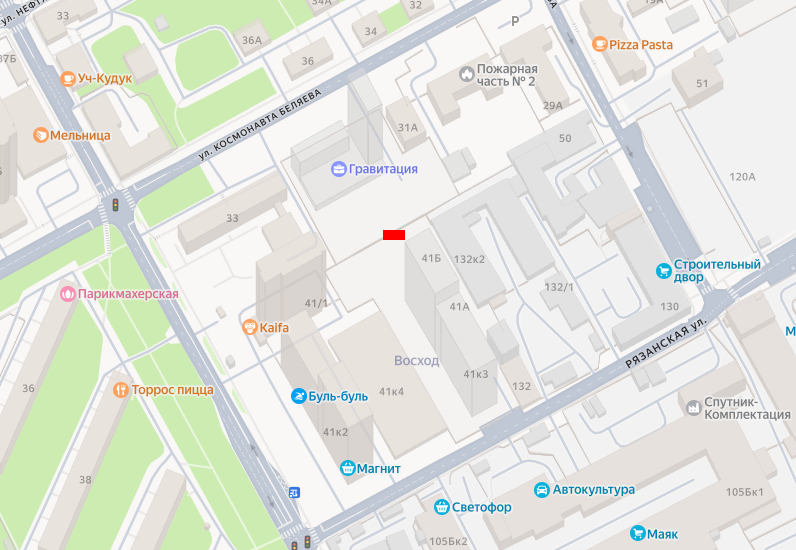 ул. НЕФТ
33
34
36А
36
P
Pizza Pasta
37Б
Уч-Кудук
Пожарная
часть № 2
51
29А
ул. КОСМОНАВТА БЕЛЯЕВА
31А
Мельница
50
Гравитация
120А
33
41Б
132к2
Строительный
двор
Парикмахерская
41/1
132/1
41А
130
Kaifa
РЯЗАНСКАЯ ул.
Восход
36
Торрос пицца
Буль-буль
41к4
41к3
132
Спутник-
Комплектация
41к2
Магнит
38
Автокультура
105Бк1
Светофор
Маяк
105Бк2